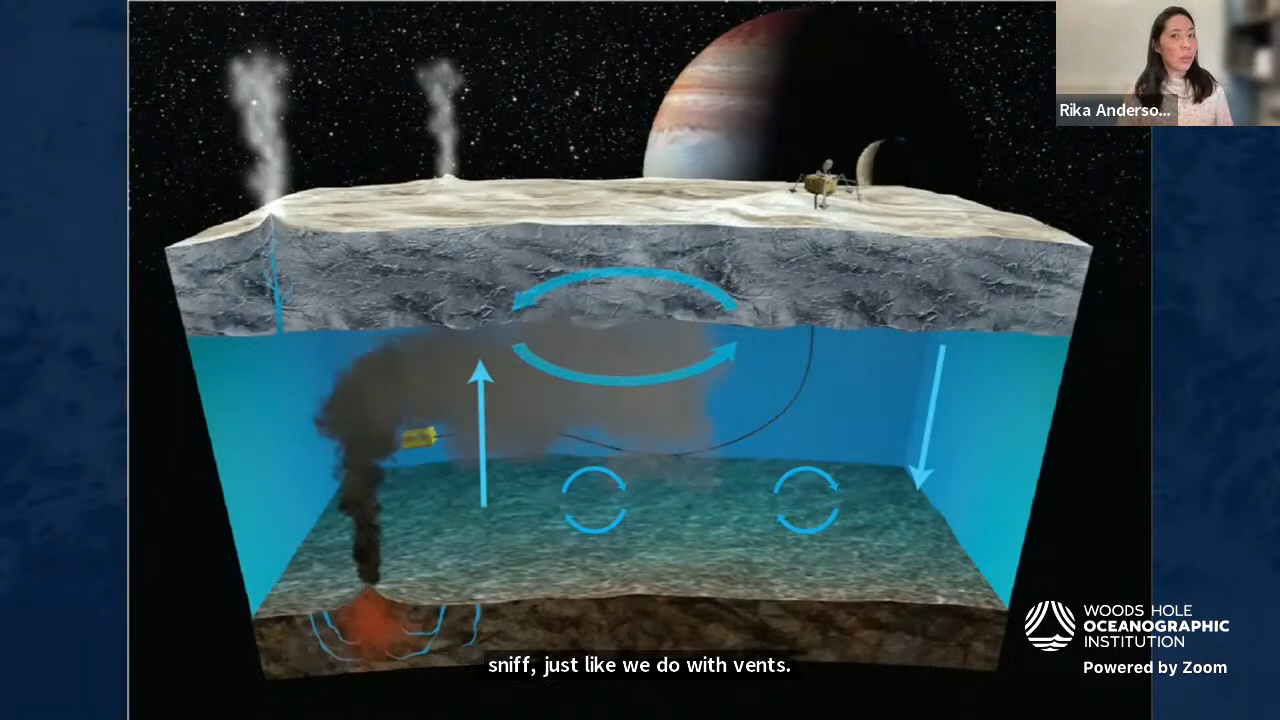 Rika Anderso...
WOODS HOLE
OCEANOGRAPHIC
INSTITUTION
sniff, just like we do with vents.
Powered by Zoom